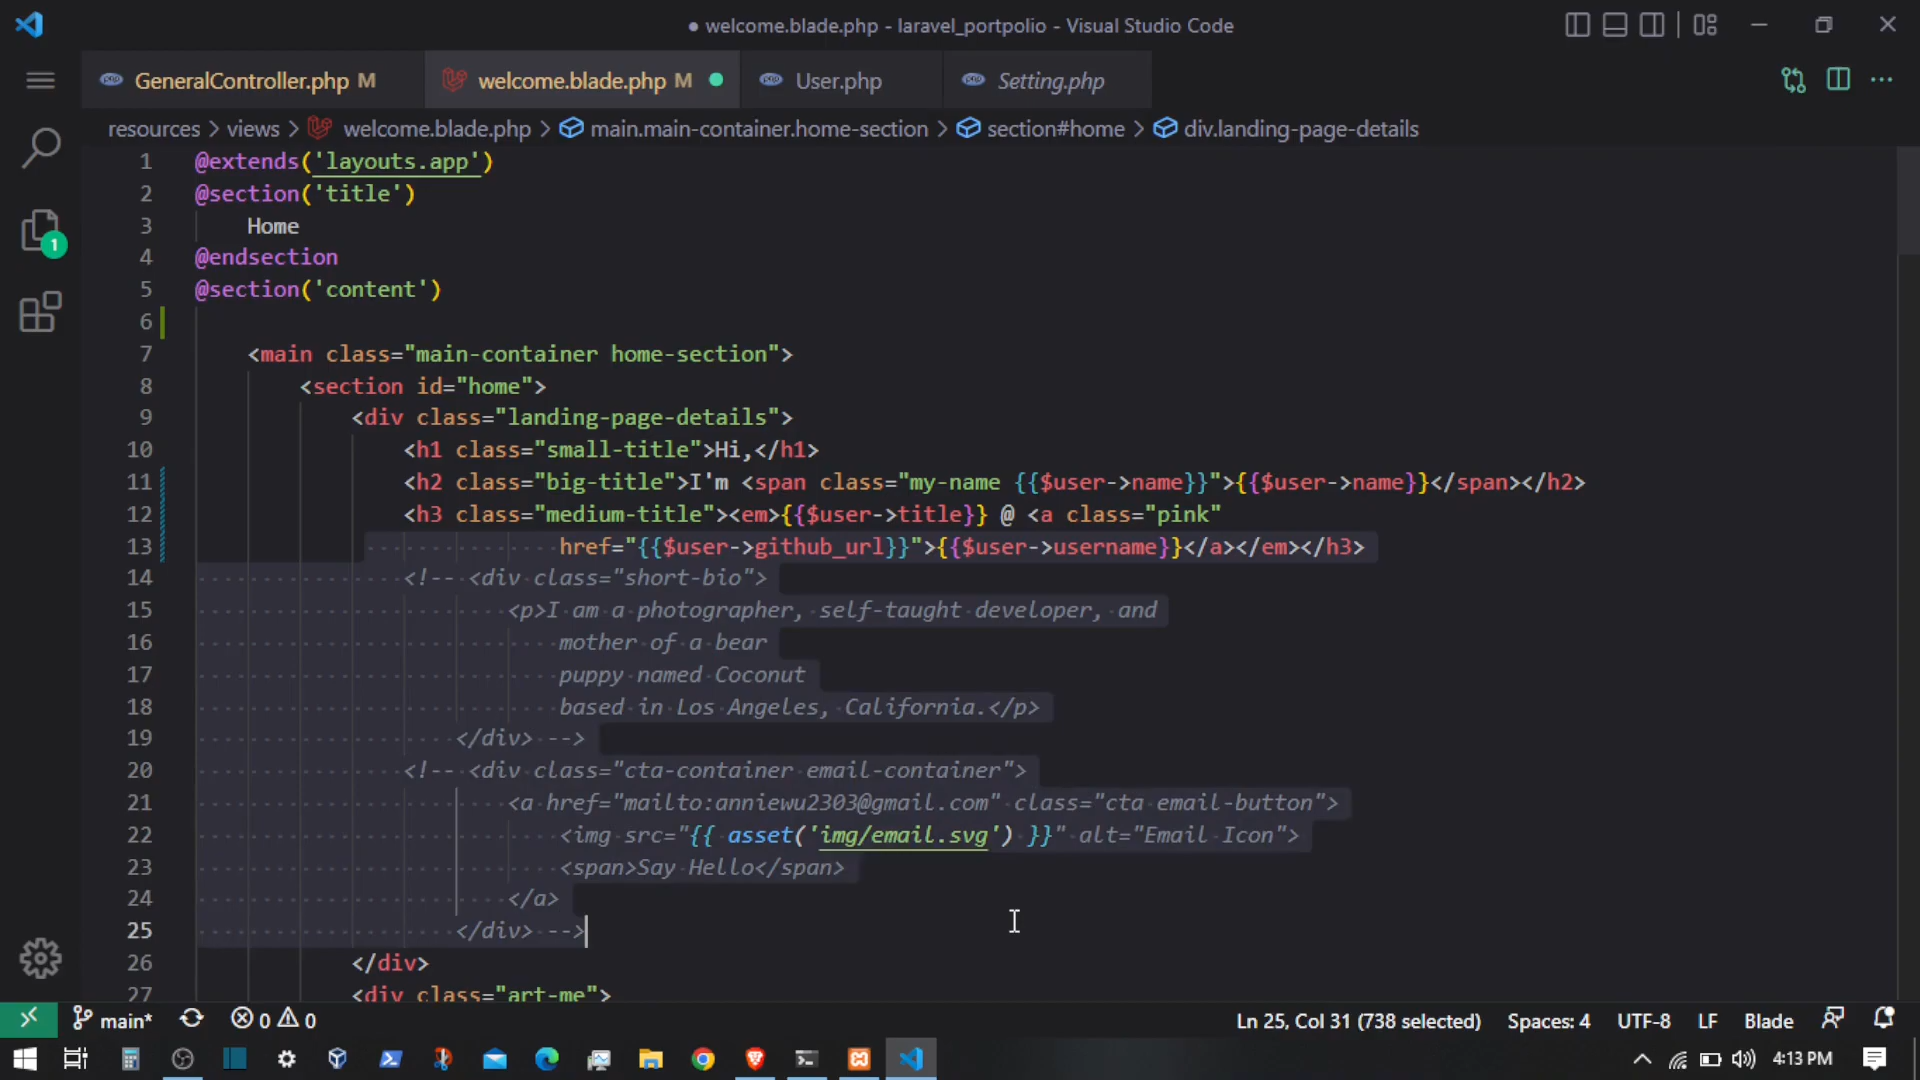 ● welcome.blade.php - laravel_portpolio - Visual Studio Code
GeneralController.php M
welcome.blade.php M
User.php
Setting.php
resources > views > welcome.blade.php > main.main-container.home-section > section#home > div.landing-page-details
1 @extends('layouts.app')
2 @section('title')
3 Home
4 @endsection
5 @section('content')
6
7 <main class="main-container home-section">
8 <section id="home">
9 <div class="landing-page-details">
10 <h1 class="small-title">Hi,</h1>
11 <h2 class="big-title">I'm <span class="my-name {{$user->name}}">{{$user->name}}</span></h2>
12 <h3 class="medium-title"><em>{{$user->title}} @ <a class="pink"
13 href="{{$user->github_url}}">{{$user->username}}</a></em></h3>
14 <!-- <div class="short-bio">
15 <p>I am a photographer, self-taught developer, and
16 mother of a bear
17 puppy named Coconut
18 based in Los Angeles, California.</p>
19 </div> -->
20 <!-- <div class="cta-container email-container">
21 <a href="mailto:anniewu2303@gmail.com" class="cta email-button">
22 <img src="{{ asset('img/email.svg') }}" alt="Email Icon">
23 <span>Say Hello</span>
24 </a>
25 </div> -->
26 </div>
27 <div class="art-me">
1
main*
0 0
Ln 25, Col 31 (738 selected) Spaces: 4 UTF-8 LF Blade
4:13 PM